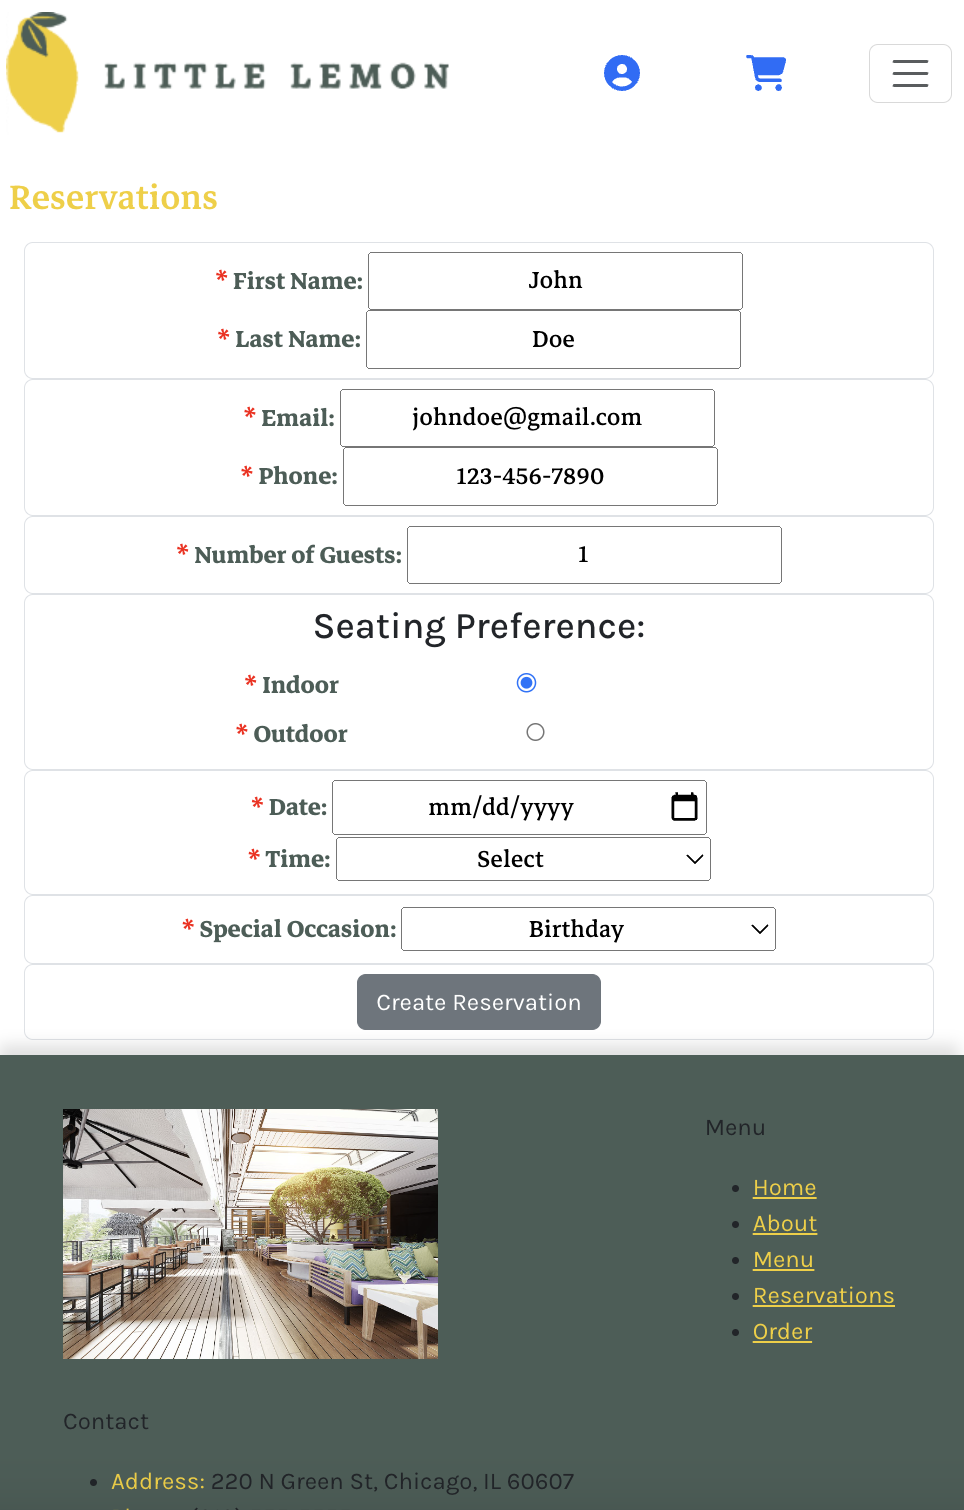 LITTLE LEMON
Reservations
* First Name: John
* Last Name: Doe
* Email: johndoe@gmail.com
* Phone: 123-456-7890
* Number of Guests: 1
Seating Preference:
* Indoor
* Outdoor
* Date: mm/dd/yyyy
* Time: Select
* Special Occasion: Birthday
Create Reservation
Menu
Home
About
Menu
Reservations
Order
Contact
Address: 220 N Green St, Chicago, IL 60607